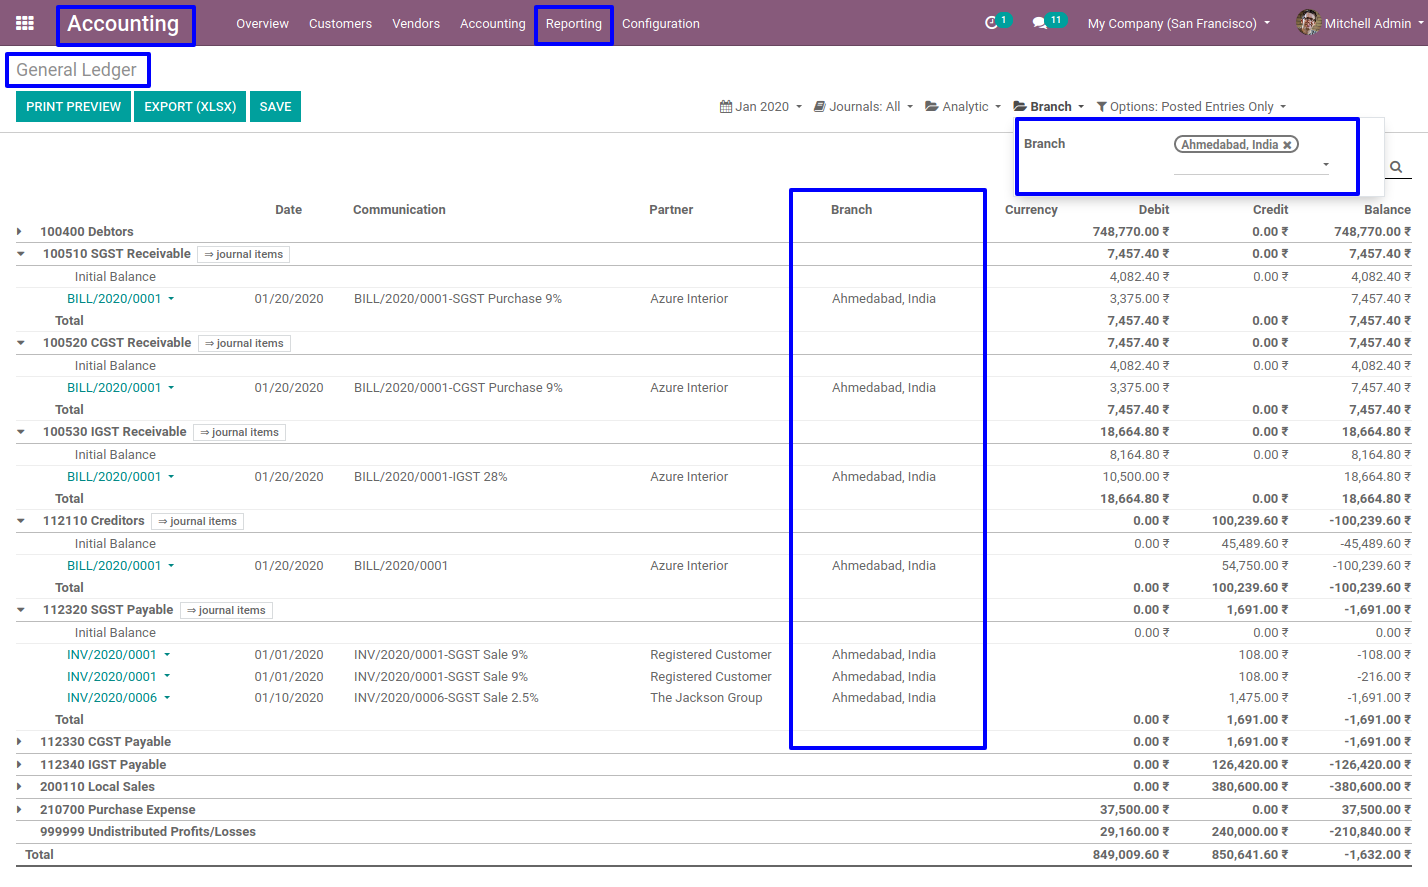 Accounting Overview Customers Vendors Accounting Reporting Configuration 1 11 My Company (San Francisco) Mitchell Admin
General Ledger
PRINT PREVIEW EXPORT (XLSX) SAVE Jan 2020 Journals: All Analytic Branch Options: Posted Entries Only
Branch Ahmedabad, India ×
Date Communication Partner Branch Currency Debit Credit Balance
100400 Debtors 748,770.00 ₹ 0.00 ₹ 748,770.00 ₹
100510 SGST Receivable ⇒ journal items 7,457.40 ₹ 0.00 ₹ 7,457.40 ₹
Initial Balance 4,082.40 ₹ 0.00 ₹ 4,082.40 ₹
BILL/2020/0001 01/20/2020 BILL/2020/0001-SGST Purchase 9% Azure Interior Ahmedabad, India 3,375.00 ₹ 7,457.40 ₹
Total 7,457.40 ₹ 0.00 ₹ 7,457.40 ₹
100520 CGST Receivable ⇒ journal items 7,457.40 ₹ 0.00 ₹ 7,457.40 ₹
Initial Balance 4,082.40 ₹ 0.00 ₹ 4,082.40 ₹
BILL/2020/0001 01/20/2020 BILL/2020/0001-CGST Purchase 9% Azure Interior Ahmedabad, India 3,375.00 ₹ 7,457.40 ₹
Total 7,457.40 ₹ 0.00 ₹ 7,457.40 ₹
100530 IGST Receivable ⇒ journal items 18,664.80 ₹ 0.00 ₹ 18,664.80 ₹
Initial Balance 8,164.80 ₹ 0.00 ₹ 8,164.80 ₹
BILL/2020/0001 01/20/2020 BILL/2020/0001-IGST 28% Azure Interior Ahmedabad, India 10,500.00 ₹ 18,664.80 ₹
Total 18,664.80 ₹ 0.00 ₹ 18,664.80 ₹
112110 Creditors ⇒ journal items 0.00 ₹ 100,239.60 ₹ -100,239.60 ₹
Initial Balance 0.00 ₹ 45,489.60 ₹ -45,489.60 ₹
BILL/2020/0001 01/20/2020 BILL/2020/0001 Azure Interior Ahmedabad, India 54,750.00 ₹ -100,239.60 ₹
Total 0.00 ₹ 100,239.60 ₹ -100,239.60 ₹
112320 SGST Payable ⇒ journal items 0.00 ₹ 1,691.00 ₹ -1,691.00 ₹
Initial Balance 0.00 ₹ 0.00 ₹ 0.00 ₹
INV/2020/0001 01/01/2020 INV/2020/0001-SGST Sale 9% Registered Customer Ahmedabad, India 108.00 ₹ -108.00 ₹
INV/2020/0001 01/01/2020 INV/2020/0001-SGST Sale 9% Registered Customer Ahmedabad, India 108.00 ₹ -216.00 ₹
INV/2020/0006 01/10/2020 INV/2020/0006-SGST Sale 2.5% The Jackson Group Ahmedabad, India 1,475.00 ₹ -1,691.00 ₹
Total 0.00 ₹ 1,691.00 ₹ -1,691.00 ₹
112330 CGST Payable 0.00 ₹ 1,691.00 ₹ -1,691.00 ₹
112340 IGST Payable 0.00 ₹ 126,420.00 ₹ -126,420.00 ₹
200110 Local Sales 0.00 ₹ 380,600.00 ₹ -380,600.00 ₹
210700 Purchase Expense 37,500.00 ₹ 0.00 ₹ 37,500.00 ₹
999999 Undistributed Profits/Losses 29,160.00 ₹ 240,000.00 ₹ -210,840.00 ₹
Total 849,009.60 ₹ 850,641.60 ₹ -1,632.00 ₹